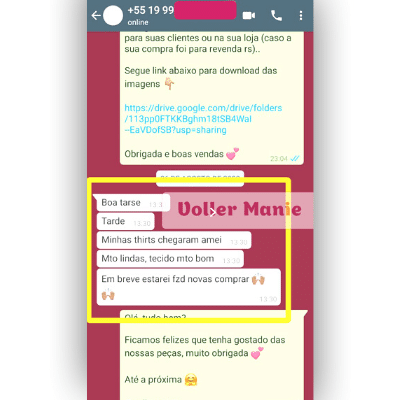 +55 19 99
online
para suas clientes ou na sua loja (caso a
sua compra foi para revenda rs)..
Segue link abaixo para download das
imagens 👇🏻
https://drive.google.com/drive/folders
/113pp0FTKKBghm18tSB4Wal
--EaVDofSB?usp=sharing
Obrigada e boas vendas 💕
23:04
Boa tarse
Voller Manie
Tarde 13:30
Minhas thirts chegaram amei 13:30
Mto lindas, tecido mto bom 13:30
Em breve estarei fzd novas comprar 🙌🏼
🙌🏼 13:30
Olá, tudo bem?
Ficamos felizes que tenha gostado das
nossas peças, muito obrigada 💕
Até a próxima 🤗